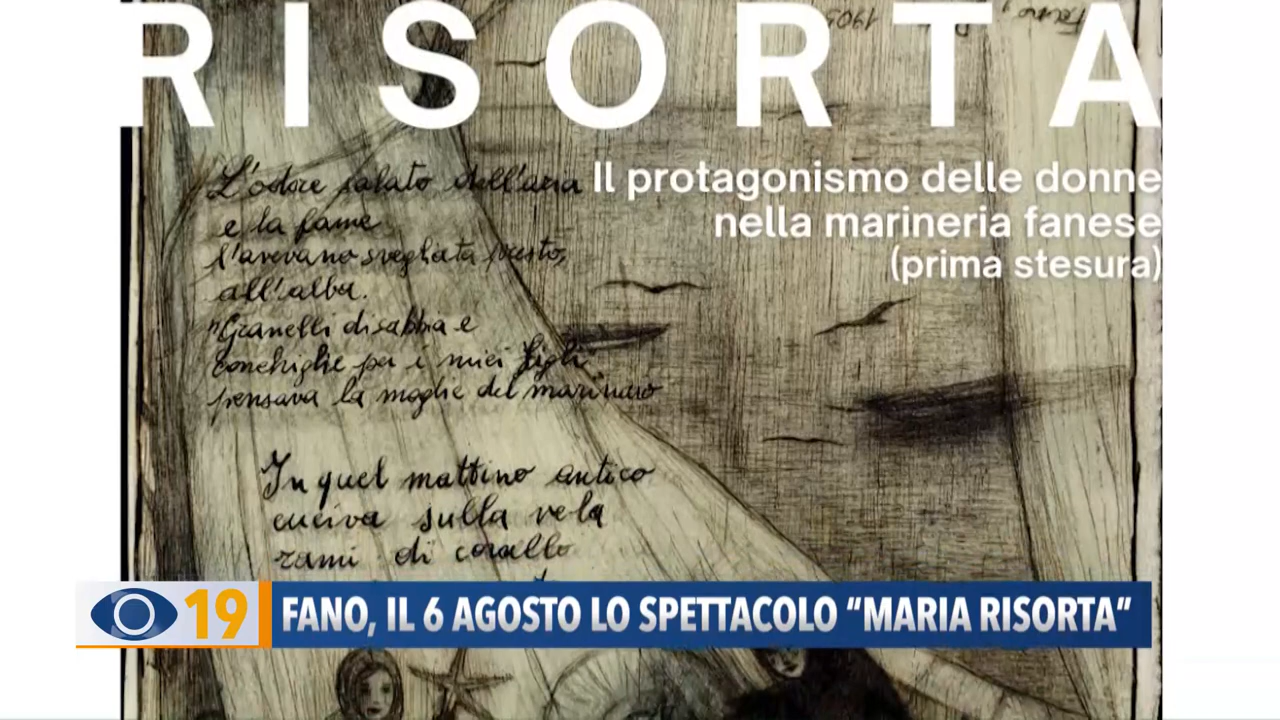 RISORTA
1905
Il protagonismo delle donne
nella marineria fanese
(prima stesura)
L'odore salato dell'aria
e la fame
l'avevano svegliata presto,
all'alba.
"Granelli di sabbia e
conchiglie per i miei figli"
pensava la moglie del marinaio
In quel mattino antico
cuciva sulla vela
rami di corallo
19
FANO, IL 6 AGOSTO LO SPETTACOLO “MARIA RISORTA”